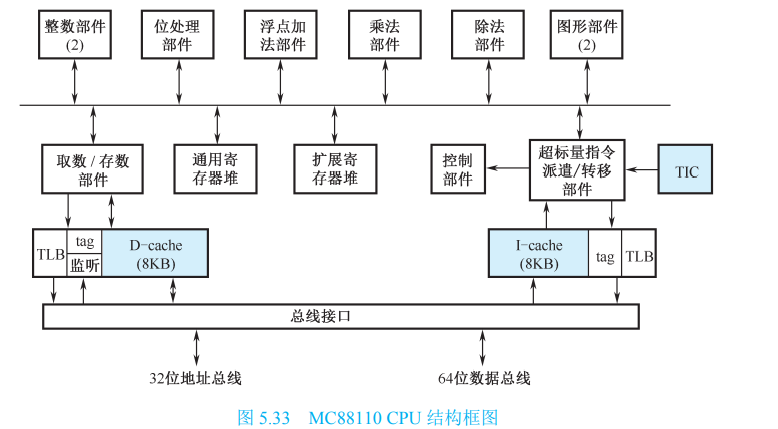 整数部件
(2)
位处理
部件
浮点加
法部件
乘法
部件
除法
部件
图形部件
(2)
取数/存数
部件
通用寄
存器堆
扩展寄
存器堆
控制
部件
超标量指令
派遣/转移
部件
TIC
TLB
tag
监听
D-cache
(8KB)
I-cache
(8KB)
tag
TLB
总线接口
32位地址总线
64位数据总线
图 5.33 MC88110 CPU 结构框图